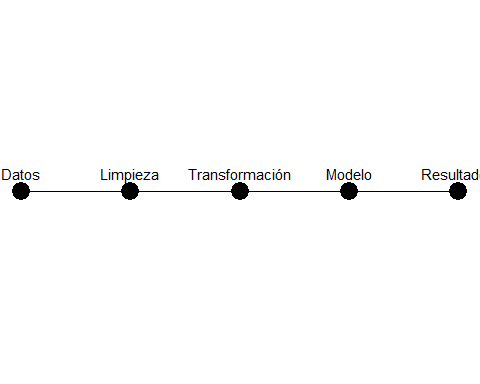 Datos Limpieza Transformación Modelo Resultad